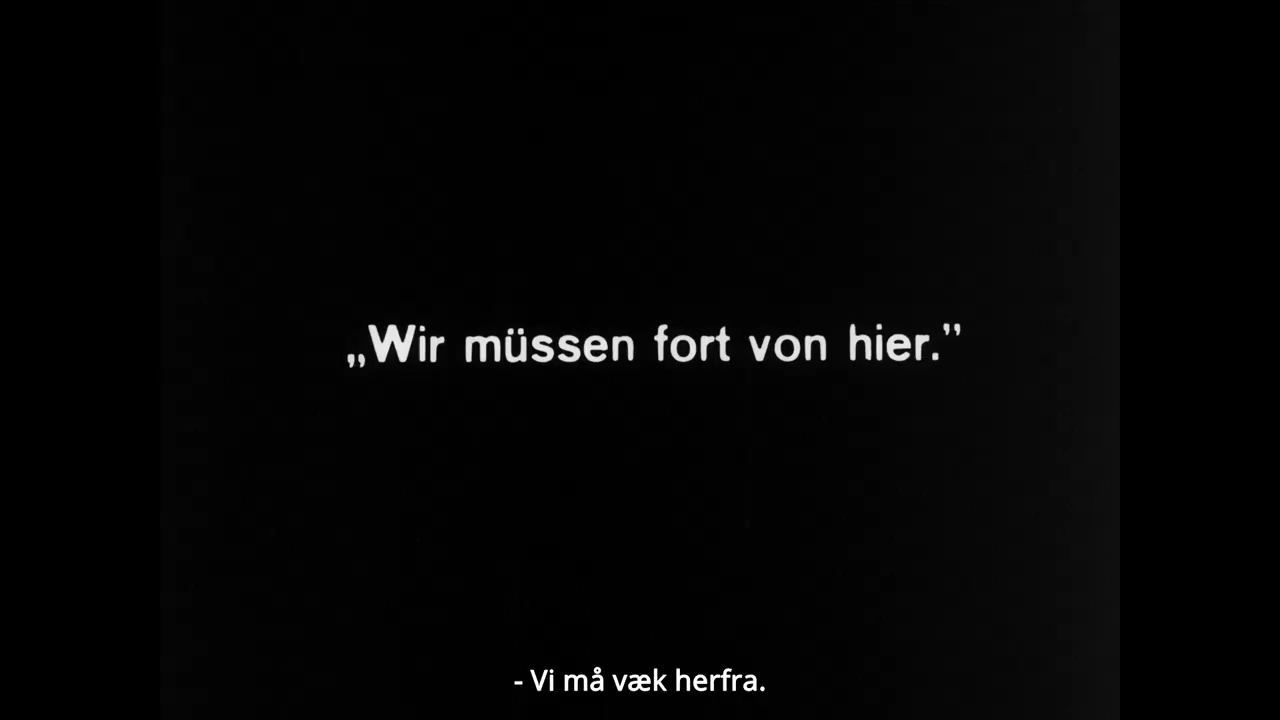 „Wir müssen fort von hier.”
- Vi må væk herfra.